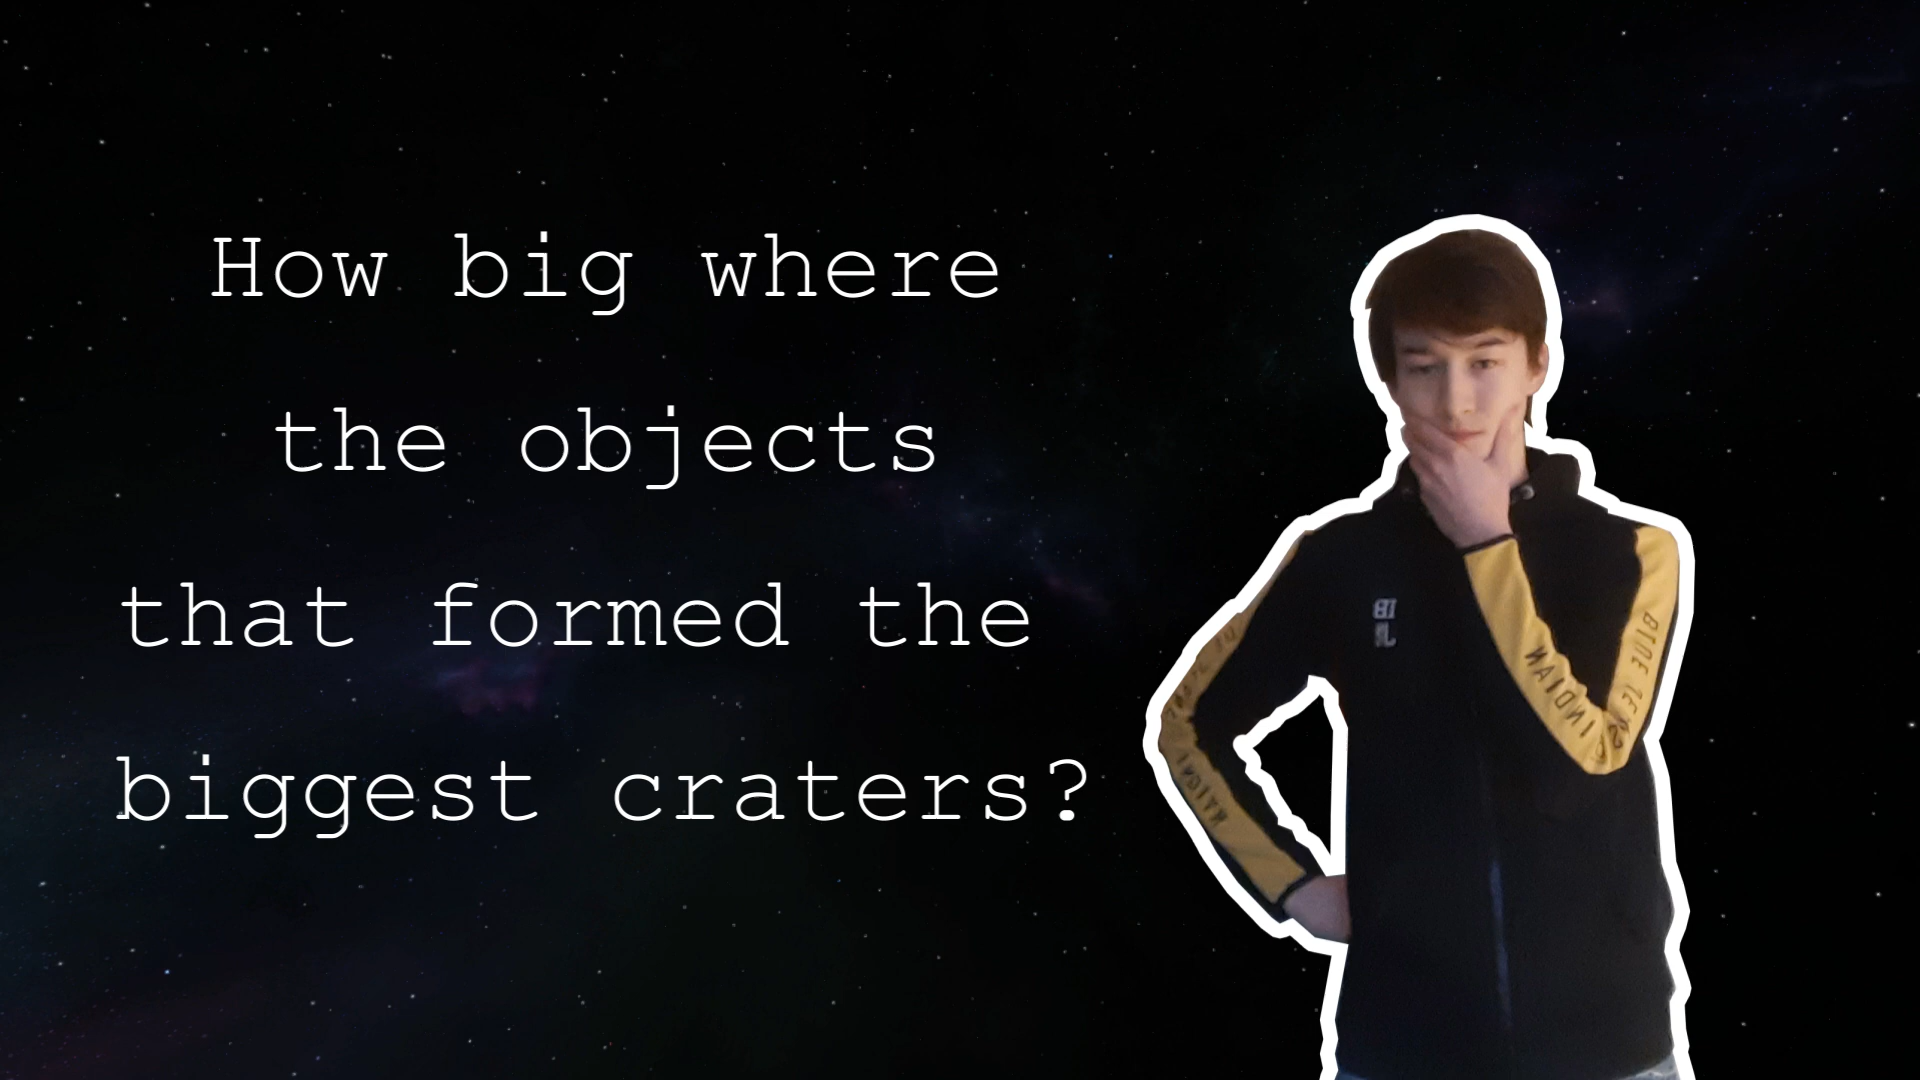 How big where
the objects
that formed the
biggest craters?